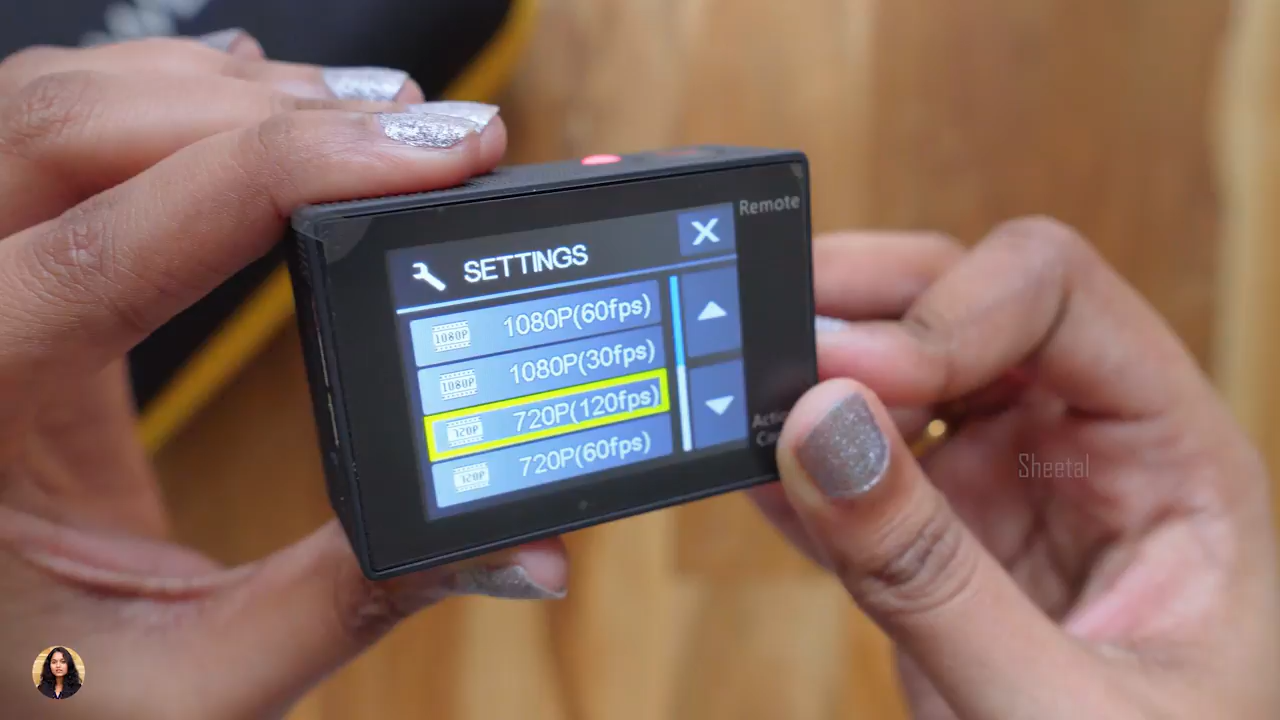 Remote
SETTINGS
1080P 1080P(60fps)
1080P 1080P(30fps)
720P 720P(120fps)
720P 720P(60fps)
Sheetal